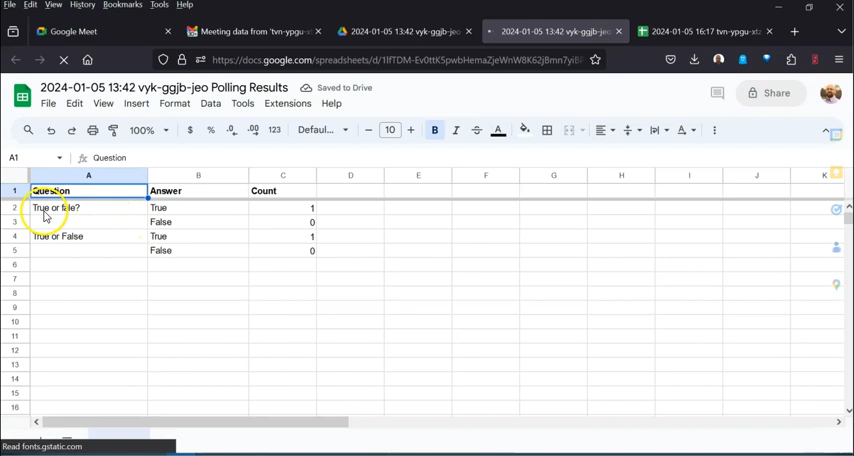 File Edit View History Bookmarks Tools Help
Google Meet
Meeting data from 'tvn-ypgu-x
2024-01-05 13:42 vyk-ggjb-jeo
2024-01-05 13:42 vyk-ggjb-jeo
2024-01-05 16:17 tvn-ypgu-xtz
https://docs.google.com/spreadsheets/d/
2024-01-05 13:42 vyk-ggjb-jeo Polling Results
Saved to Drive
Share
File Edit View Insert Format Data Tools Extensions Help
100% $ % .0 .00 123 Defaul... 10 B I A
A1 fx Question
A B C D E F G H I J K
1 Question Answer Count
2 True or fale? True 1
3 False 0
4 True or False True 1
5 False 0
6
7
8
9
10
11
12
13
14
15
16
Read fonts.gstatic.com